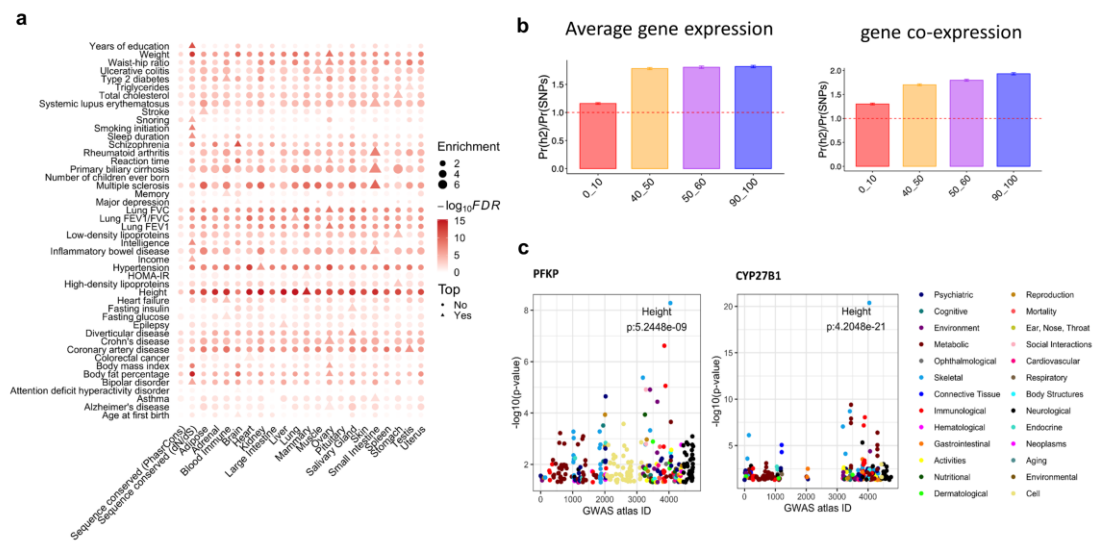 a
Years of education
Weight
Waist-hip ratio
Ulcerative colitis
Type 2 diabetes
Triglycerides
Total cholesterol
Systemic lupus erythematosus
Stroke
Snoring
Smoking initiation
Sleep duration
Schizophrenia
Rheumatoid arthritis
Reaction time
Primary biliary cirrhosis
Number of children ever born
Multiple sclerosis
Memory
Major depression
Lung FVC
Lung FEV1/FVC
Lung FEV1
Low-density lipoproteins
Intelligence
Inflammatory bowel disease
Income
Hypertension
HOMA-IR
High-density lipoproteins
Height
Heart failure
Fasting insulin
Fasting glucose
Epilepsy
Diverticular disease
Crohn's disease
Coronary artery disease
Colorectal cancer
Body mass index
Body fat percentage
Bipolar disorder
Attention deficit hyperactivity disorder
Asthma
Alzheimer's disease
Age at first birth
Sequence conserved (PhastCons)
Sequence conserved (dN/dS)
Adipose
Adrenal
Blood Immune
Brain
Heart
Kidney
Large Intestine
Liver
Lung
Mammary
Muscle
Ovary
Pituitary
Salivary Gland
Skin
Small Intestine
Spleen
Stomach
Testis
Uterus
Enrichment
2
4
6
−log10FDR
15
10
5
0
Top
No
Yes
b
Average gene expression
Pr(h2)/Pr(SNPs)
1.5
1.0
0.5
0.0
0_10
40_50
50_60
90_100
gene co-expression
Pr(h2)/Pr(SNPs)
2.0
1.5
1.0
0.5
0.0
0_10
40_50
50_60
90_100
c
PFKP
Height
p:5.2448e-09
-log10(p-value)
8
6
4
2
0
1000
2000
3000
4000
GWAS atlas ID
CYP27B1
Height
p:4.2048e-21
-log10(p-value)
20
15
10
5
0
1000
2000
3000
4000
GWAS atlas ID
Psychiatric
Cognitive
Environment
Metabolic
Ophthalmological
Skeletal
Connective Tissue
Immunological
Hematological
Gastrointestinal
Activities
Nutritional
Dermatological
Reproduction
Mortality
Ear, Nose, Throat
Social Interactions
Cardiovascular
Respiratory
Body Structures
Neurological
Endocrine
Neoplasms
Aging
Environmental
Cell